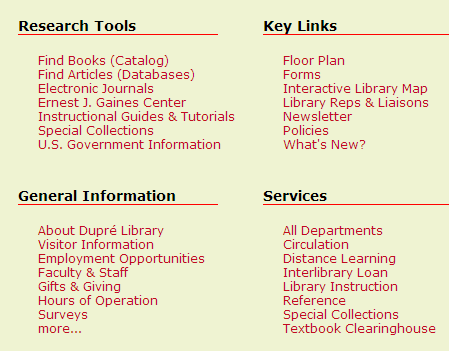 Research Tools
Find Books (Catalog)
Find Articles (Databases)
Electronic Journals
Ernest J. Gaines Center
Instructional Guides & Tutorials
Special Collections
U.S. Government Information
Key Links
Floor Plan
Forms
Interactive Library Map
Library Reps & Liaisons
Newsletter
Policies
What's New?
General Information
About Dupré Library
Visitor Information
Employment Opportunities
Faculty & Staff
Gifts & Giving
Hours of Operation
Surveys
more...
Services
All Departments
Circulation
Distance Learning
Interlibrary Loan
Library Instruction
Reference
Special Collections
Textbook Clearinghouse